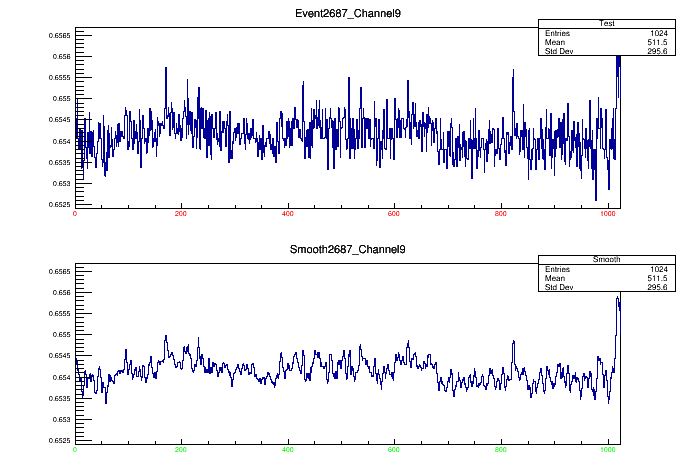 Event2687_Channel9
Test
Entries 1024
Mean 511.5
Std Dev 295.6
0.6565
0.656
0.6555
0.655
0.6545
0.654
0.6535
0.653
0.6525
0 200 400 600 800 1000
Smooth2687_Channel9
Smooth
Entries 1024
Mean 511.5
Std Dev 295.6
0.6565
0.656
0.6555
0.655
0.6545
0.654
0.6535
0.653
0.6525
0 200 400 600 800 1000